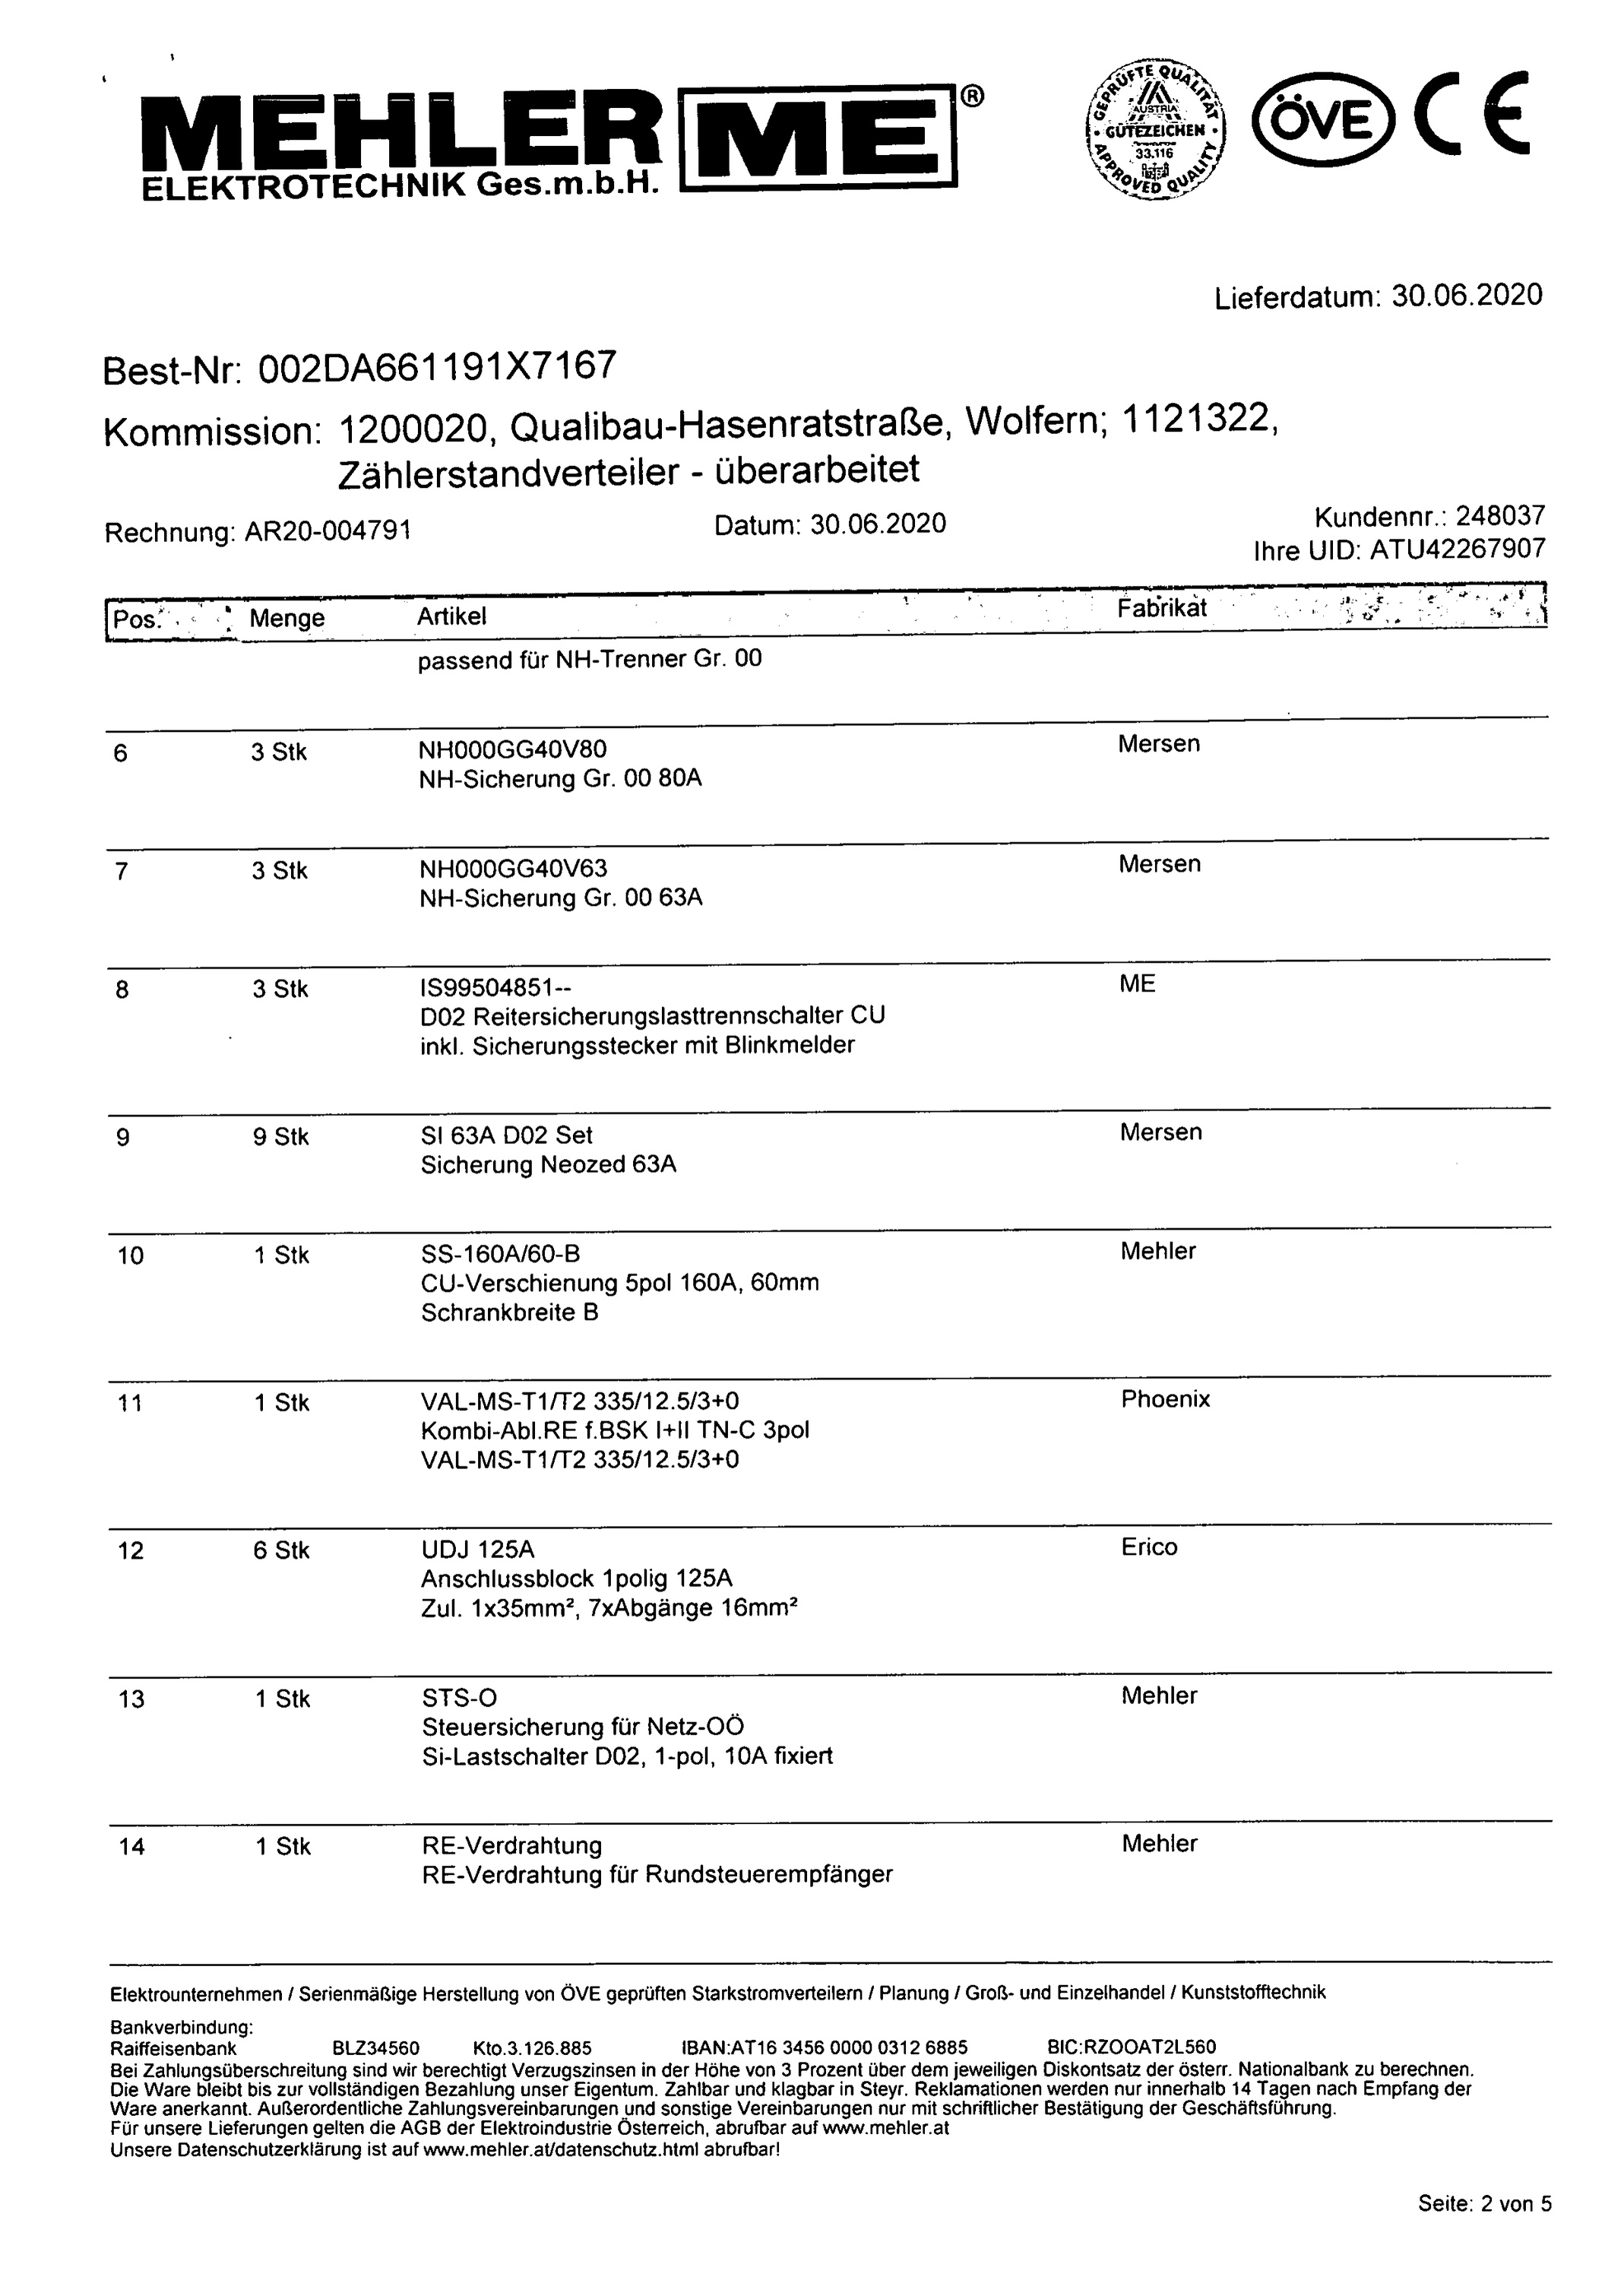 MEHLER ME ®
ELEKTROTECHNIK Ges.m.b.H.
GEPRÜFTE QUALITÄT
AUSTRIA
GÜTEZEICHEN
33.116
APPROVED QUALITY
ÖVE CE
Lieferdatum: 30.06.2020
Best-Nr: 002DA661191X7167
Kommission: 1200020, Qualibau-Hasenratstraße, Wolfern; 1121322,
Zählerstandverteiler - überarbeitet
Rechnung: AR20-004791 Datum: 30.06.2020 Kundennr.: 248037
Ihre UID: ATU42267907
Pos. Menge Artikel Fabrikat
passend für NH-Trenner Gr. 00
6 3 Stk NH000GG40V80 Mersen
NH-Sicherung Gr. 00 80A
7 3 Stk NH000GG40V63 Mersen
NH-Sicherung Gr. 00 63A
8 3 Stk IS99504851-- ME
D02 Reitersicherungslasttrennschalter CU
inkl. Sicherungsstecker mit Blinkmelder
9 9 Stk SI 63A D02 Set Mersen
Sicherung Neozed 63A
10 1 Stk SS-160A/60-B Mehler
CU-Verschienung 5pol 160A, 60mm
Schrankbreite B
11 1 Stk VAL-MS-T1/T2 335/12.5/3+0 Phoenix
Kombi-Abl.RE f.BSK I+II TN-C 3pol
VAL-MS-T1/T2 335/12.5/3+0
12 6 Stk UDJ 125A Erico
Anschlussblock 1polig 125A
Zul. 1x35mm², 7xAbgänge 16mm²
13 1 Stk STS-O Mehler
Steuersicherung für Netz-OÖ
Si-Lastschalter D02, 1-pol, 10A fixiert
14 1 Stk RE-Verdrahtung Mehler
RE-Verdrahtung für Rundsteuerempfänger
Elektrounternehmen / Serienmäßige Herstellung von ÖVE geprüften Starkstromverteilern / Planung / Groß- und Einzelhandel / Kunststofftechnik
Bankverbindung:
Raiffeisenbank BLZ34560 Kto.3.126.885 IBAN:AT16 3456 0000 0312 6885 BIC:RZOOAT2L560
Bei Zahlungsüberschreitung sind wir berechtigt Verzugszinsen in der Höhe von 3 Prozent über dem jeweiligen Diskontsatz der österr. Nationalbank zu berechnen.
Die Ware bleibt bis zur vollständigen Bezahlung unser Eigentum. Zahlbar und klagbar in Steyr. Reklamationen werden nur innerhalb 14 Tagen nach Empfang der
Ware anerkannt. Außerordentliche Zahlungsvereinbarungen und sonstige Vereinbarungen nur mit schriftlicher Bestätigung der Geschäftsführung.
Für unsere Lieferungen gelten die AGB der Elektroindustrie Österreich, abrufbar auf www.mehler.at
Unsere Datenschutzerklärung ist auf www.mehler.at/datenschutz.html abrufbar!
Seite: 2 von 5